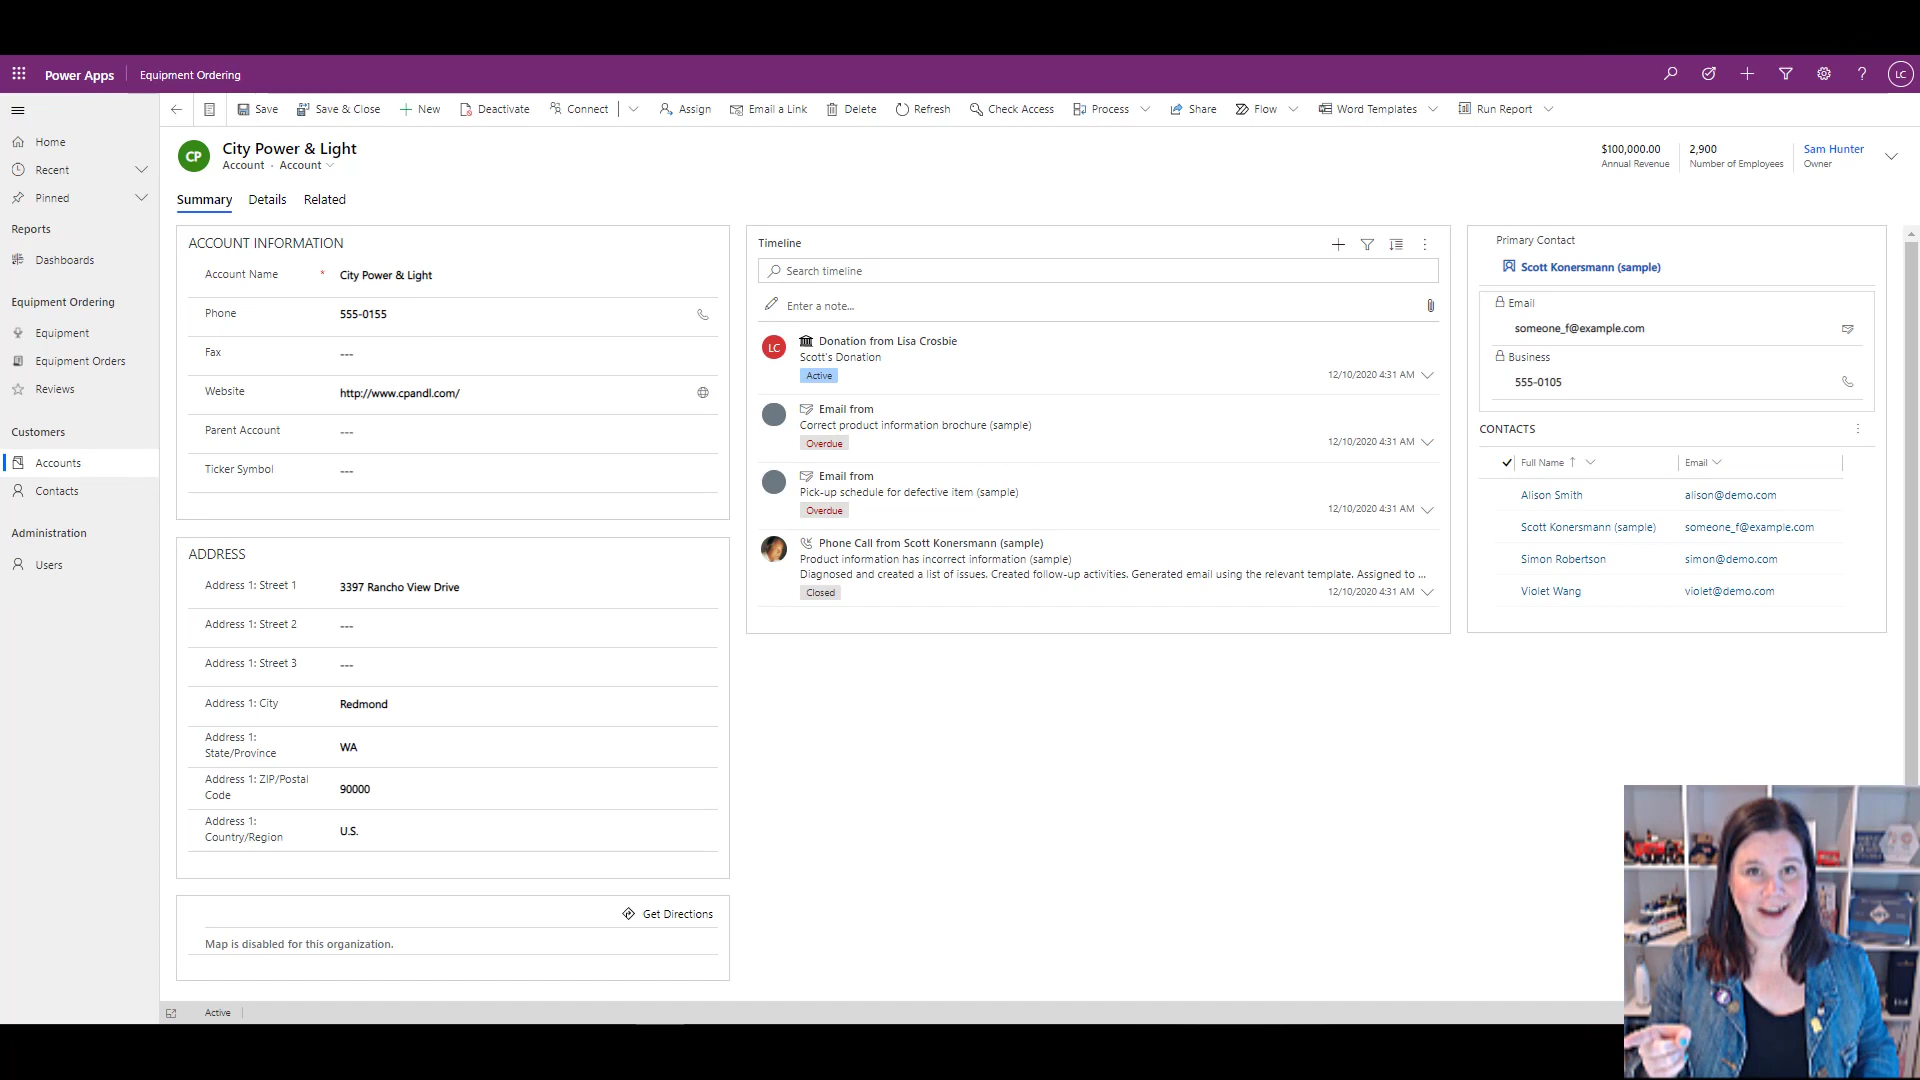 Power Apps
Equipment Ordering
LC
Save
Save & Close
New
Deactivate
Connect
Assign
Email a Link
Delete
Refresh
Check Access
Process
Share
Flow
Word Templates
Run Report
Home
Recent
Pinned
Reports
Dashboards
Equipment Ordering
Equipment
Equipment Orders
Reviews
Customers
Accounts
Contacts
Administration
Users
CP
City Power & Light
Account · Account
$100,000.00
Annual Revenue
2,900
Number of Employees
Sam Hunter
Owner
Summary
Details
Related
ACCOUNT INFORMATION
Account Name * City Power & Light
Phone 555-0155
Fax ---
Website http://www.cpandl.com/
Parent Account ---
Ticker Symbol ---
ADDRESS
Address 1: Street 1 3397 Rancho View Drive
Address 1: Street 2 ---
Address 1: Street 3 ---
Address 1: City Redmond
Address 1:
State/Province
WA
Address 1: ZIP/Postal
Code
90000
Address 1:
Country/Region
U.S.
Get Directions
Map is disabled for this organization.
Timeline
Search timeline
Enter a note...
LC
Donation from Lisa Crosbie
Scott's Donation
Active
12/10/2020 4:31 AM
Email from
Correct product information brochure (sample)
Overdue
12/10/2020 4:31 AM
Email from
Pick-up schedule for defective item (sample)
Overdue
12/10/2020 4:31 AM
Phone Call from Scott Konersmann (sample)
Product information has incorrect information (sample)
Diagnosed and created a list of issues. Created follow-up activities. Generated email using the relevant template. Assigned to ...
Closed
12/10/2020 4:31 AM
Primary Contact
Scott Konersmann (sample)
Email
someone_f@example.com
Business
555-0105
CONTACTS
Full Name Email
Alison Smith alison@demo.com
Scott Konersmann (sample) someone_f@example.com
Simon Robertson simon@demo.com
Violet Wang violet@demo.com
Active